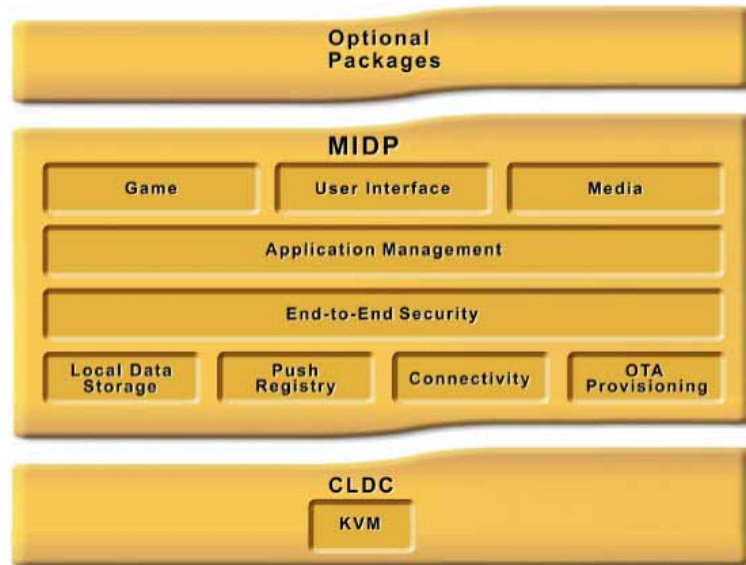 Optional
Packages
MIDP
Game
User Interface
Media
Application Management
End-to-End Security
Local Data
Storage
Push
Registry
Connectivity
OTA
Provisioning
CLDC
KVM